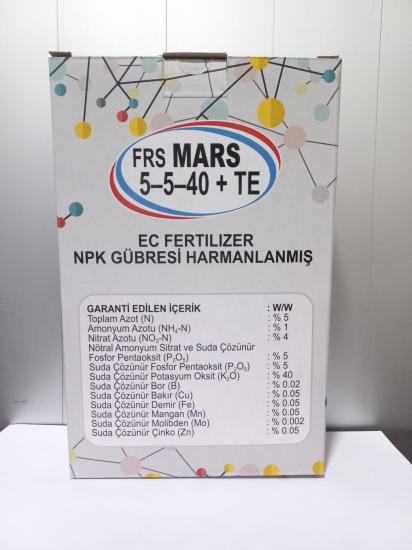 FRS MARS
5–5–40 + TE
EC FERTILIZER
NPK GÜBRESİ HARMANLANMIŞ
GARANTİ EDİLEN İÇERİK : W/W
Toplam Azot (N) : % 5
Amonyum Azotu (NH₄-N) : % 1
Nitrat Azotu (NO₃-N) : % 4
Nötral Amonyum Sitrat ve Suda Çözünür
Fosfor Pentaoksit (P₂O₅) : % 5
Suda Çözünür Fosfor Pentaoksit (P₂O₅) : % 5
Suda Çözünür Potasyum Oksit (K₂O) : % 40
Suda Çözünür Bor (B) : % 0.02
Suda Çözünür Bakır (Cu) : % 0.05
Suda Çözünür Demir (Fe) : % 0.05
Suda Çözünür Mangan (Mn) : % 0.05
Suda Çözünür Molibden (Mo) : % 0.002
Suda Çözünür Çinko (Zn) : % 0.05